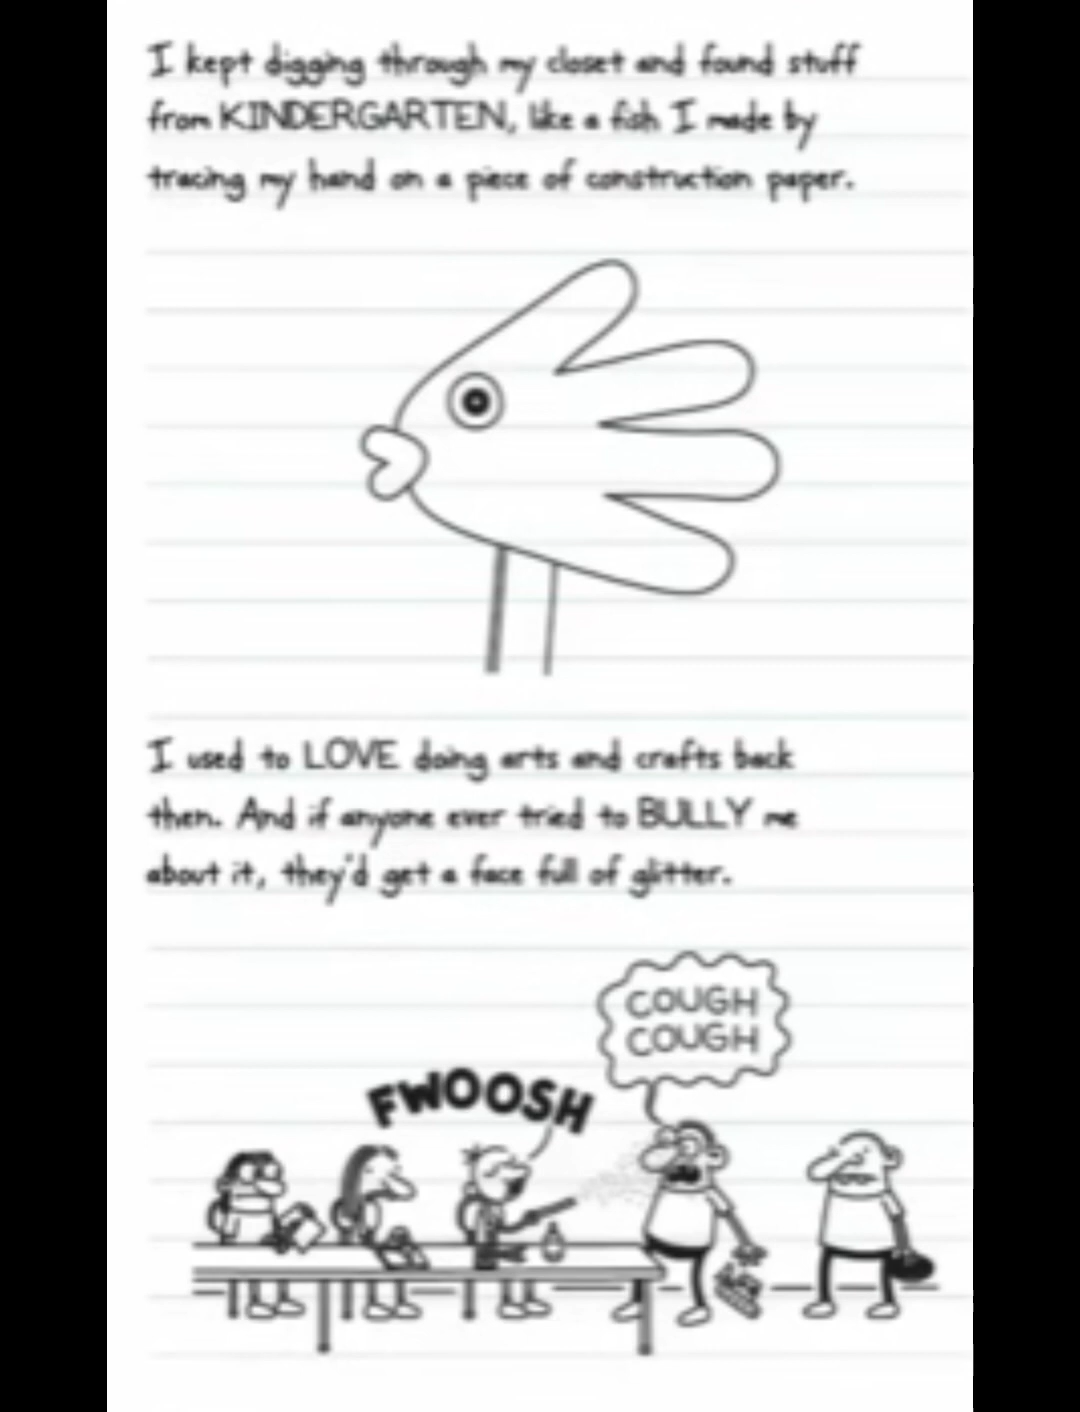 I kept digging through my closet and found stuff
from KINDERGARTEN, like a fish I made by
tracing my hand on a piece of construction paper.
I used to LOVE doing arts and crafts back
then. And if anyone ever tried to BULLY me
about it, they'd get a face full of glitter.
COUGH
COUGH
FWOOSH